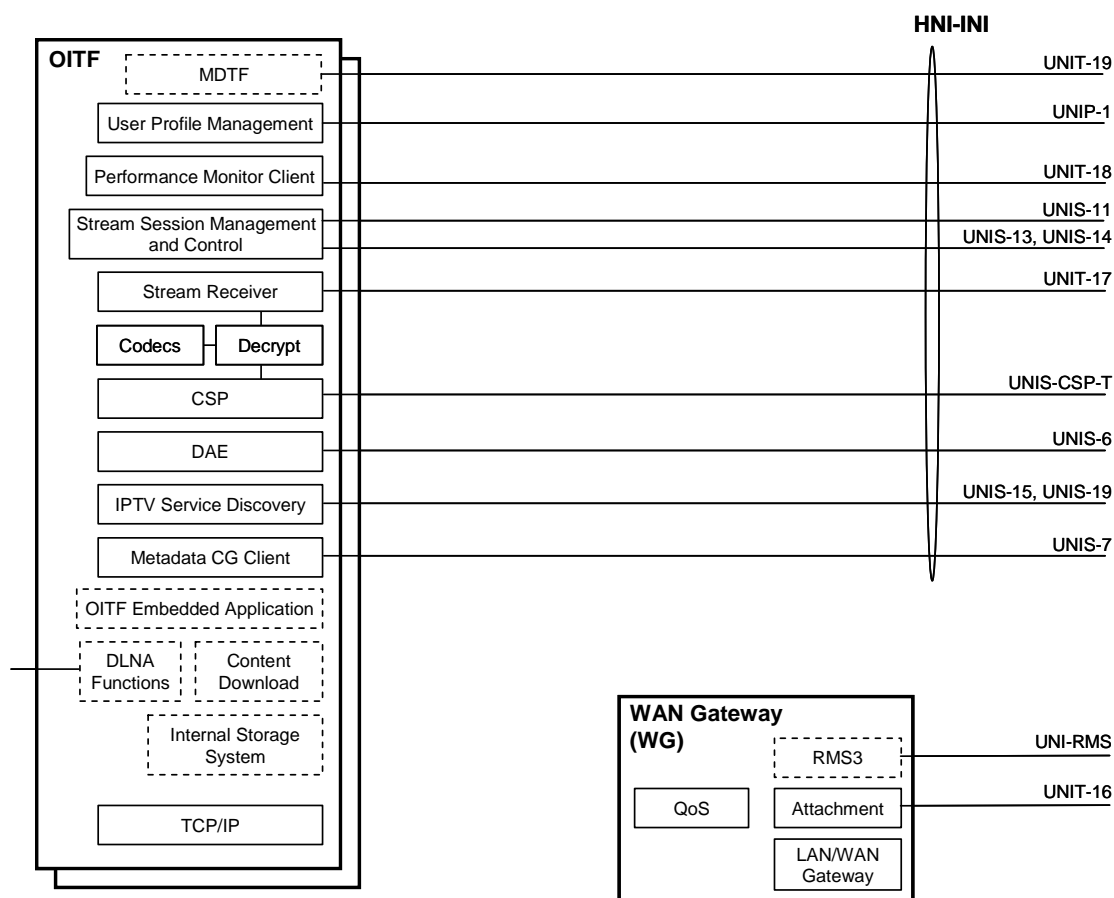 HNI-INI
OITF
MDTF
UNIT-19
User Profile Management
UNIP-1
Performance Monitor Client
UNIT-18
Stream Session Management
and Control
UNIS-11
UNIS-13, UNIS-14
Stream Receiver
UNIT-17
Codecs
Decrypt
CSP
UNIS-CSP-T
DAE
UNIS-6
IPTV Service Discovery
UNIS-15, UNIS-19
Metadata CG Client
UNIS-7
OITF Embedded Application
DLNA
Functions
Content
Download
Internal Storage
System
TCP/IP
WAN Gateway
(WG)
RMS3
UNI-RMS
QoS
Attachment
UNIT-16
LAN/WAN
Gateway